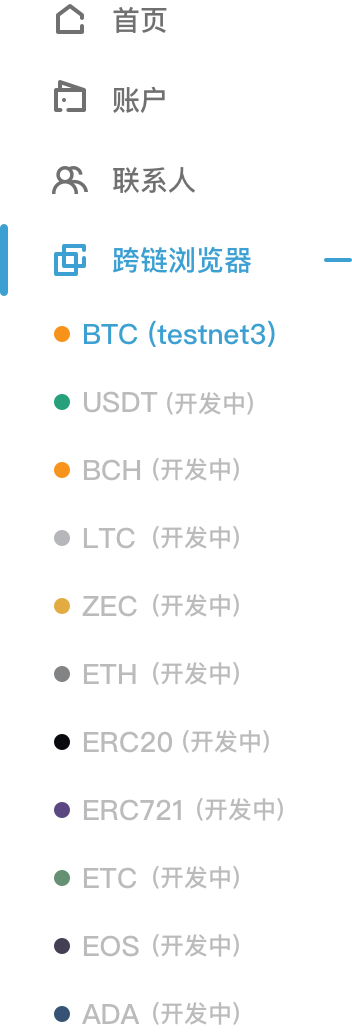 首页
账户
联系人
跨链浏览器
BTC (testnet3)
USDT (开发中)
BCH (开发中)
LTC (开发中)
ZEC (开发中)
ETH (开发中)
ERC20 (开发中)
ERC721 (开发中)
ETC (开发中)
EOS (开发中)
ADA (开发中)